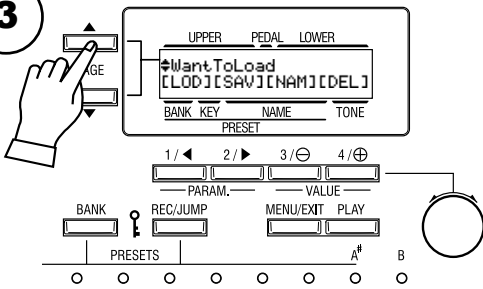 3
UPPER PEDAL LOWER
PAGE
WantToLoad
[LOD][SAV][NAM][DEL]
BANK KEY NAME TONE
PRESET
1/◀ 2/▶ 3/⊖ 4/⊕
PARAM. VALUE
BANK REC/JUMP MENU/EXIT PLAY
PRESETS A# B